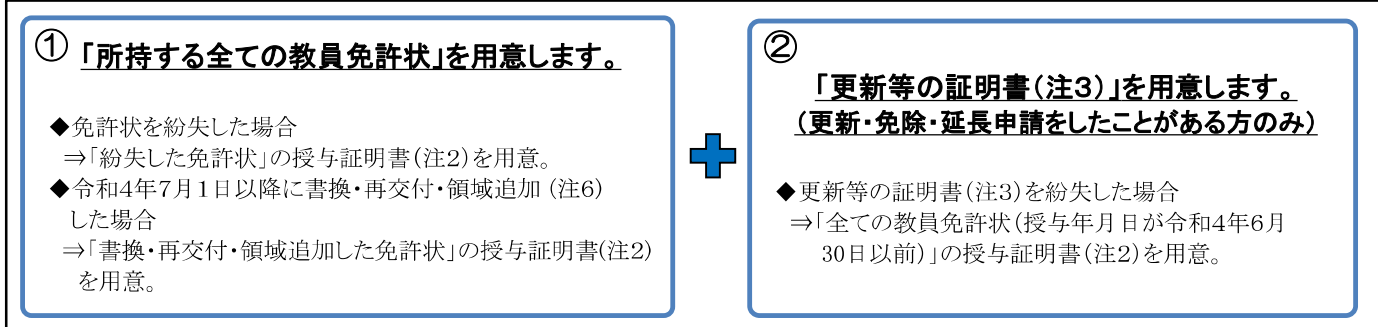 ①
「所持する全ての教員免許状」を用意します。
◆免許状を紛失した場合
⇒「紛失した免許状」の授与証明書(注2)を用意。
◆令和4年7月1日以降に書換・再交付・領域追加 (注6)
した場合
⇒「書換・再交付・領域追加した免許状」の授与証明書(注2)
を用意。
②
「更新等の証明書(注3)」を用意します。
(更新・免除・延長申請をしたことがある方のみ)
◆更新等の証明書(注3)を紛失した場合
⇒「全ての教員免許状(授与年月日が令和4年6月
30日以前)」の授与証明書(注2)を用意。